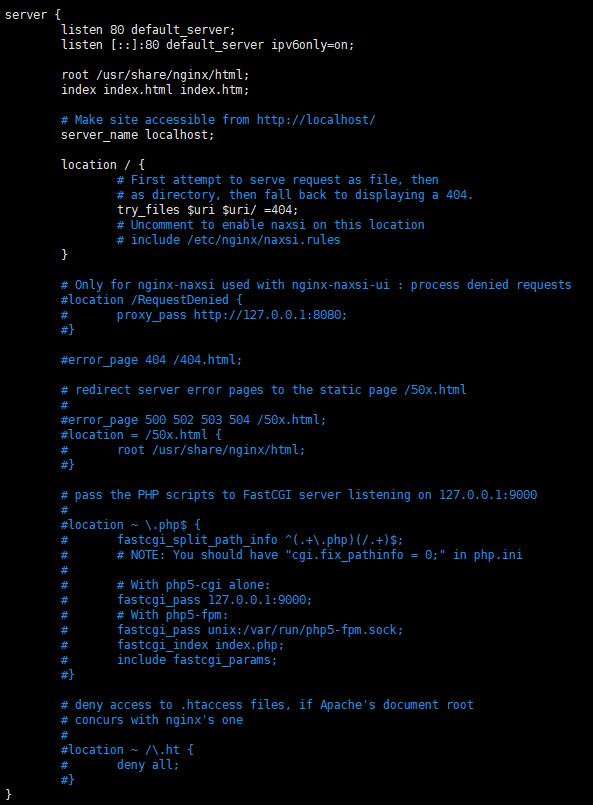 server {
        listen 80 default_server;
        listen [::]:80 default_server ipv6only=on;

        root /usr/share/nginx/html;
        index index.html index.htm;

        # Make site accessible from http://localhost/
        server_name localhost;

        location / {
                # First attempt to serve request as file, then
                # as directory, then fall back to displaying a 404.
                try_files $uri $uri/ =404;
                # Uncomment to enable naxsi on this location
                # include /etc/nginx/naxsi.rules
        }

        # Only for nginx-naxsi used with nginx-naxsi-ui : process denied requests
        #location /RequestDenied {
        #       proxy_pass http://127.0.0.1:8080;
        #}

        #error_page 404 /404.html;

        # redirect server error pages to the static page /50x.html
        #
        #error_page 500 502 503 504 /50x.html;
        #location = /50x.html {
        #       root /usr/share/nginx/html;
        #}

        # pass the PHP scripts to FastCGI server listening on 127.0.0.1:9000
        #
        #location ~ \.php$ {
        #       fastcgi_split_path_info ^(.+\.php)(/.+)$;
        #       # NOTE: You should have "cgi.fix_pathinfo = 0;" in php.ini
        #
        #       # With php5-cgi alone:
        #       fastcgi_pass 127.0.0.1:9000;
        #       # With php5-fpm:
        #       fastcgi_pass unix:/var/run/php5-fpm.sock;
        #       fastcgi_index index.php;
        #       include fastcgi_params;
        #}

        # deny access to .htaccess files, if Apache's document root
        # concurs with nginx's one
        #
        #location ~ /\.ht {
        #       deny all;
        #}
}